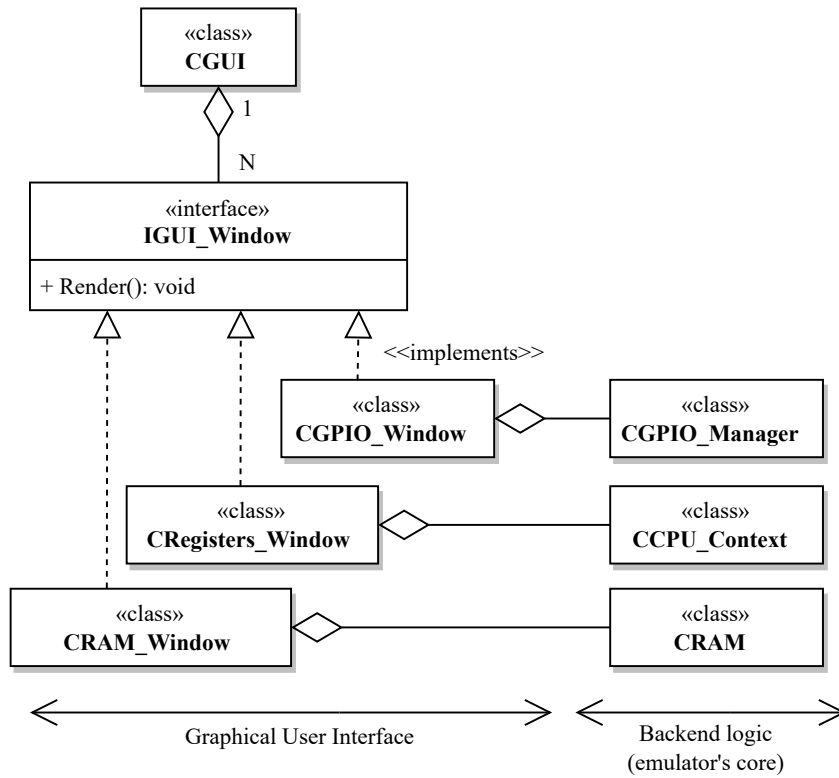 «class»
CGUI
1
N
«interface»
IGUI_Window
+ Render(): void
<<implements>>
«class»
CGPIO_Window
«class»
CGPIO_Manager
«class»
CRegisters_Window
«class»
CCPU_Context
«class»
CRAM_Window
«class»
CRAM
Graphical User Interface
Backend logic
(emulator's core)